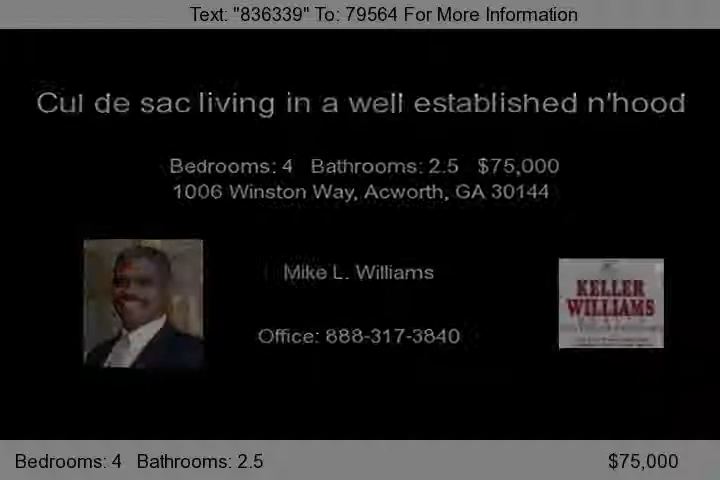 Text: "836339" To: 79564 For More Information
Cul de sac living in a well established n'hood
Bedrooms: 4 Bathrooms: 2.5 $75,000
1006 Winston Way, Acworth, GA 30144
Mike L. Williams
KELLER
WILLIAMS
Office: 888-317-3840
Bedrooms: 4 Bathrooms: 2.5 $75,000